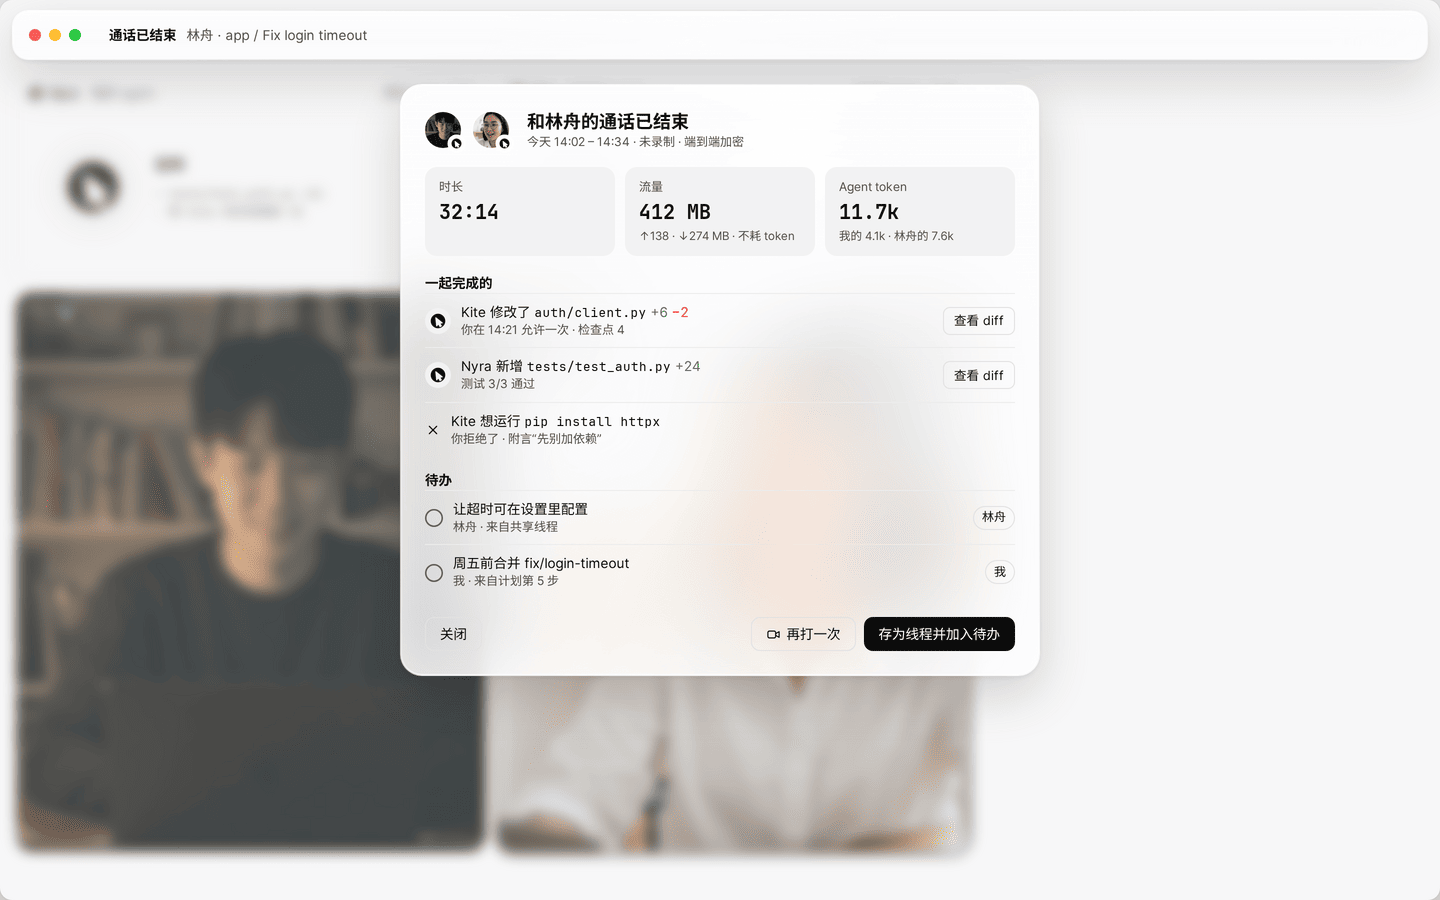 通话已结束 林舟 · app / Fix login timeout
和林舟的通话已结束
今天 14:02 – 14:34 · 未录制 · 端到端加密
时长
32:14
流量
412 MB
↑138 · ↓274 MB · 不耗 token
Agent token
11.7k
我的 4.1k · 林舟的 7.6k
一起完成的
Kite 修改了 auth/client.py +6 −2
你在 14:21 允许一次 · 检查点 4
查看 diff
Nyra 新增 tests/test_auth.py +24
测试 3/3 通过
查看 diff
Kite 想运行 pip install httpx
你拒绝了 · 附言“先别加依赖”
待办
让超时可在设置里配置
林舟 · 来自共享线程
林舟
周五前合并 fix/login-timeout
我 · 来自计划第 5 步
我
关闭
再打一次
存为线程并加入待办